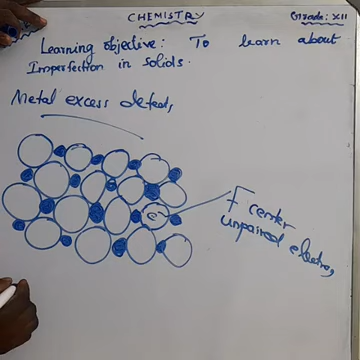 CHEMISTRY
Grade: XII
Learning objective: To learn about
Imperfection in solids.
Metal excess defect,
F center
unpaired electron,
e-